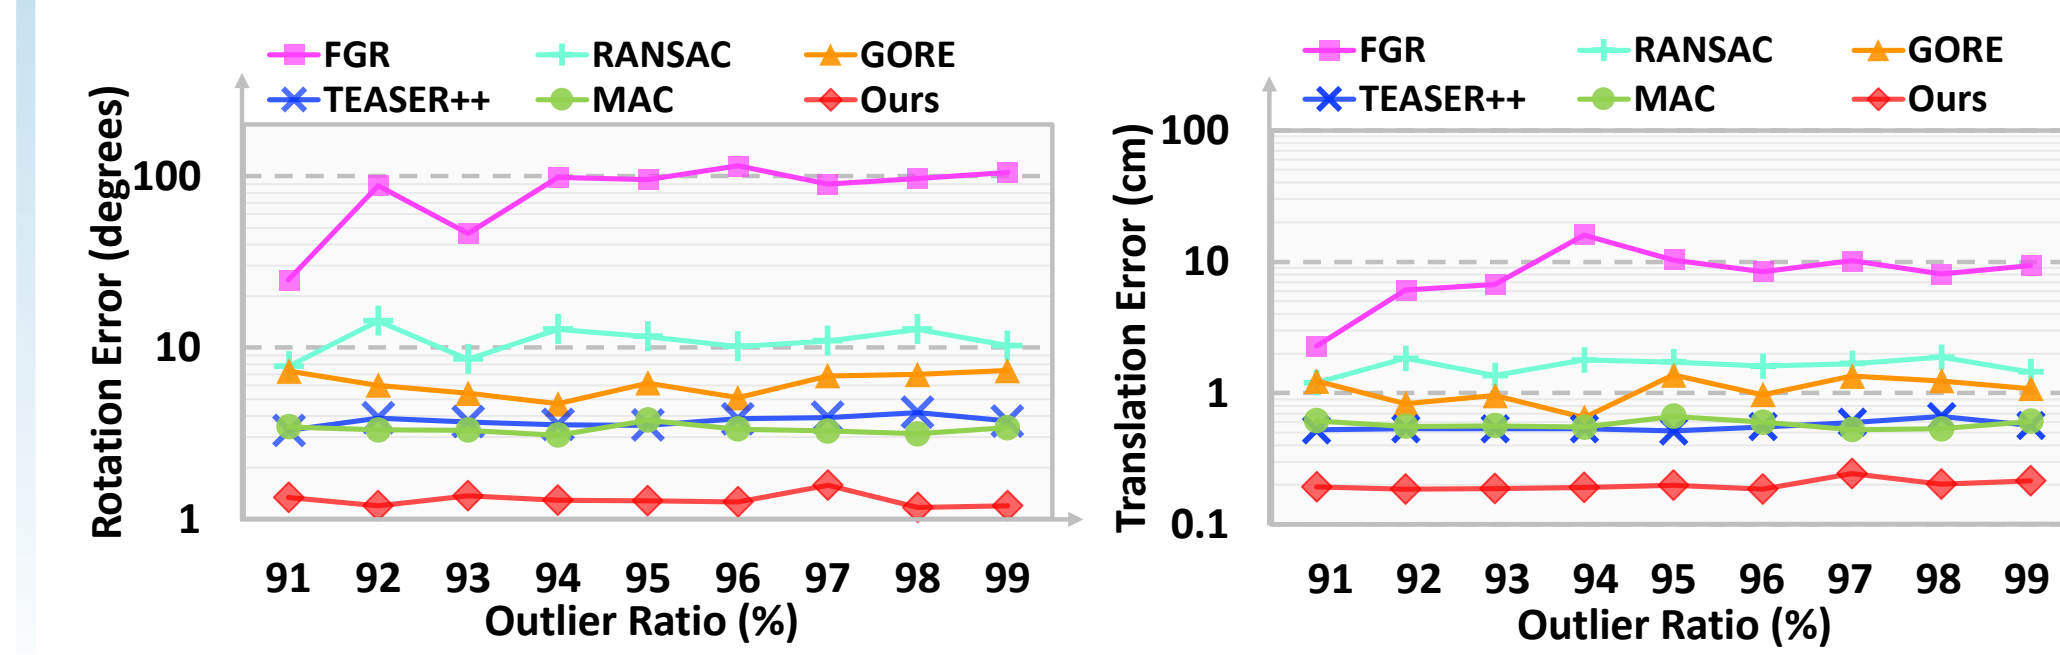 FGR RANSAC GORE
TEASER++ MAC Ours
Rotation Error (degrees)
100
10
1
91 92 93 94 95 96 97 98 99
Outlier Ratio (%)
FGR RANSAC GORE
TEASER++ MAC Ours
Translation Error (cm)
100
10
1
0.1
91 92 93 94 95 96 97 98 99
Outlier Ratio (%)